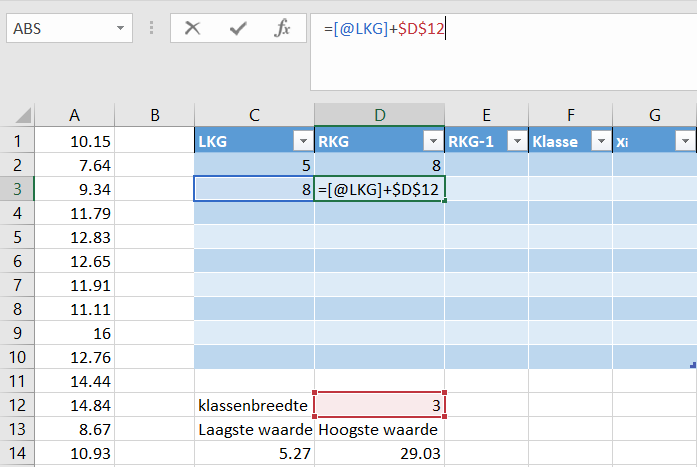 ABS fx =[@LKG]+$D$12
A B C D E F G
1 10.15 LKG RKG RKG-1 Klasse xi
2 7.64 5 8
3 9.34 8 =[@LKG]+$D$12
4 11.79
5 12.83
6 12.65
7 11.91
8 11.11
9 16
10 12.76
11 14.44
12 14.84 klassenbreedte 3
13 8.67 Laagste waarde Hoogste waarde
14 10.93 5.27 29.03